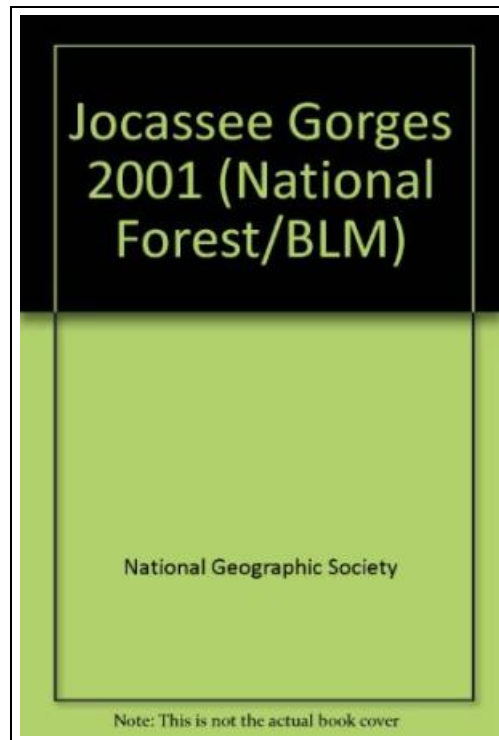 Jocassee Gorges
2001 (National
Forest/BLM)
National Geographic Society
Note: This is not the actual book cover